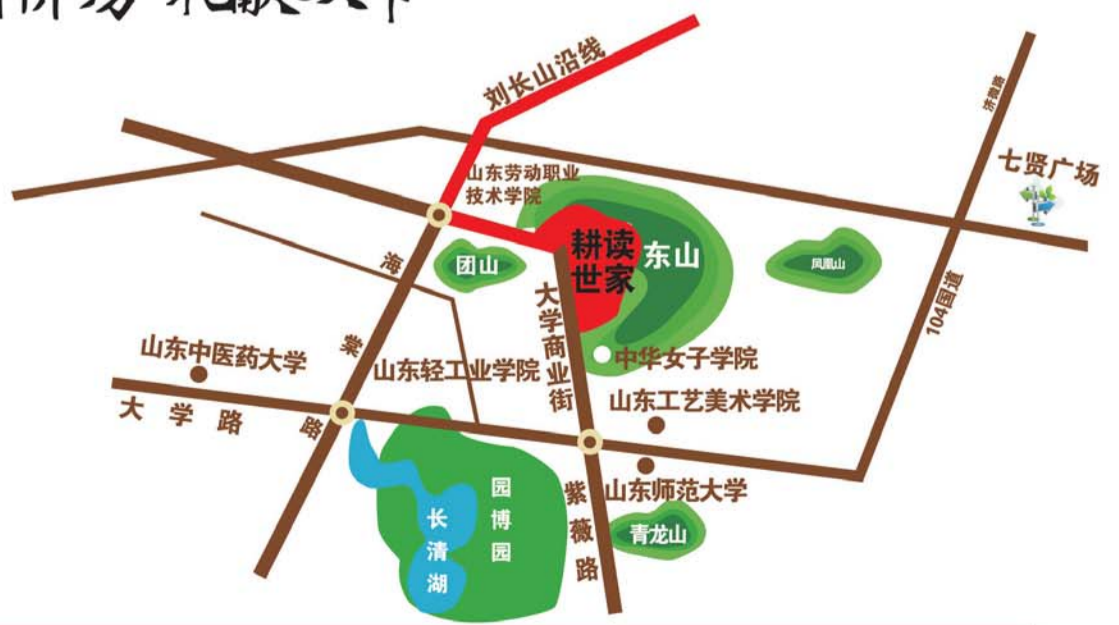 刘长山沿线
济微路
七贤广场
山东劳动职业
技术学院
耕读
世家
东山
团山
凤凰山
海棠路
大学商业街
104国道
山东中医药大学
山东轻工业学院
中华女子学院
山东工艺美术学院
大学路
山东师范大学
园博园
长清湖
紫薇路
青龙山